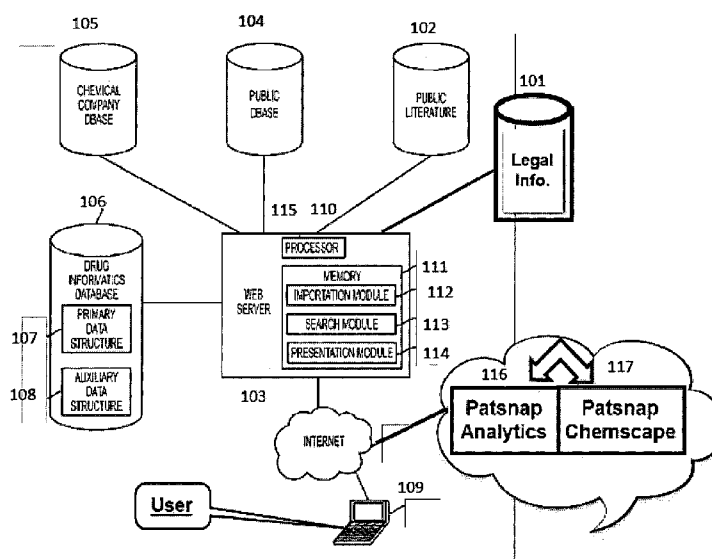 105
104
102
101
CHEMICAL
COMPANY
DBASE
PUBLIC
DBASE
PUBLIC
LITERATURE
Legal
Info.
106
115
110
DRUG
INFORMATICS
DATABASE
PRIMARY
DATA
STRUCTURE
107
AUXILIARY
DATA
STRUCTURE
108
PROCESSOR
WEB
SERVER
MEMORY
111
IMPORTATION MODULE
112
SEARCH MODULE
113
PRESENTATION MODULE
114
103
INTERNET
116
117
Patsnap
Analytics
Patsnap
Chemscape
109
User